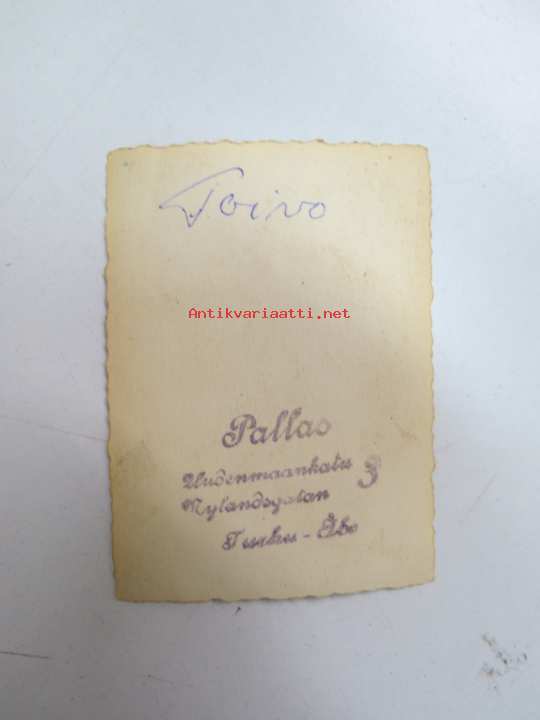 Toivo
Antikvariaatti.net
Pallas
Uudenmaankatu 3
Nylandsgatan
Turku - Åbo